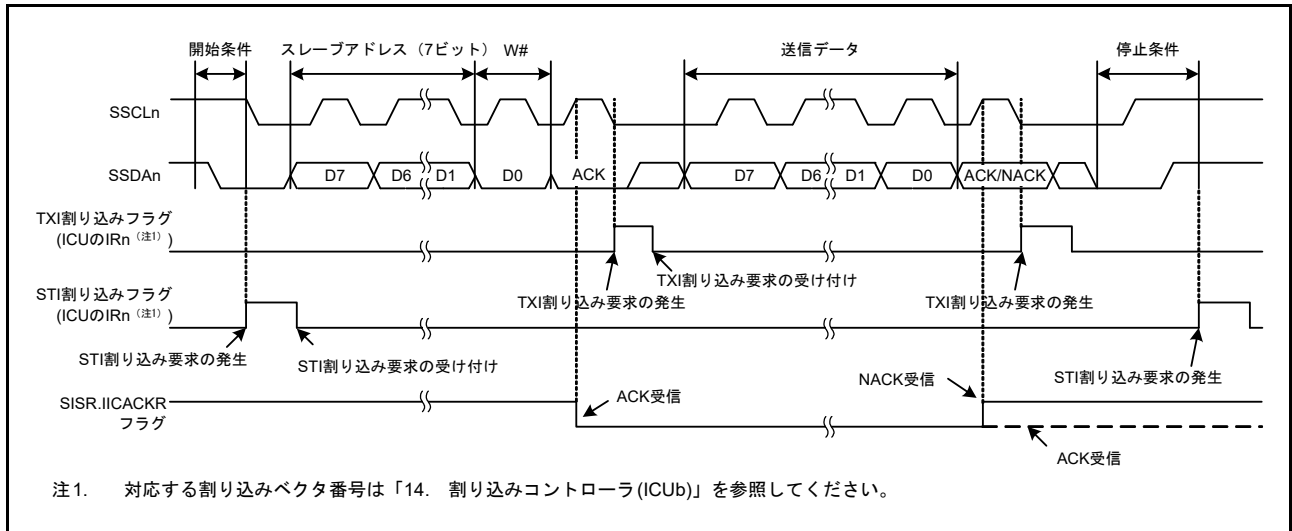 開始条件 スレーブアドレス（7ビット） W# 送信データ 停止条件
SSCLn
SSDAn D7 D6 D1 D0 ACK D7 D6 D1 D0 ACK/NACK
TXI割り込みフラグ
(ICUのIRn（注1）)
TXI割り込み要求の受け付け
TXI割り込み要求の発生 TXI割り込み要求の発生
STI割り込みフラグ
(ICUのIRn（注1）)
STI割り込み要求の発生 STI割り込み要求の受け付け STI割り込み要求の発生
SISR.IICACKR
フラグ
ACK受信 NACK受信
ACK受信
注1. 対応する割り込みベクタ番号は「14. 割り込みコントローラ(ICUb)」を参照してください。